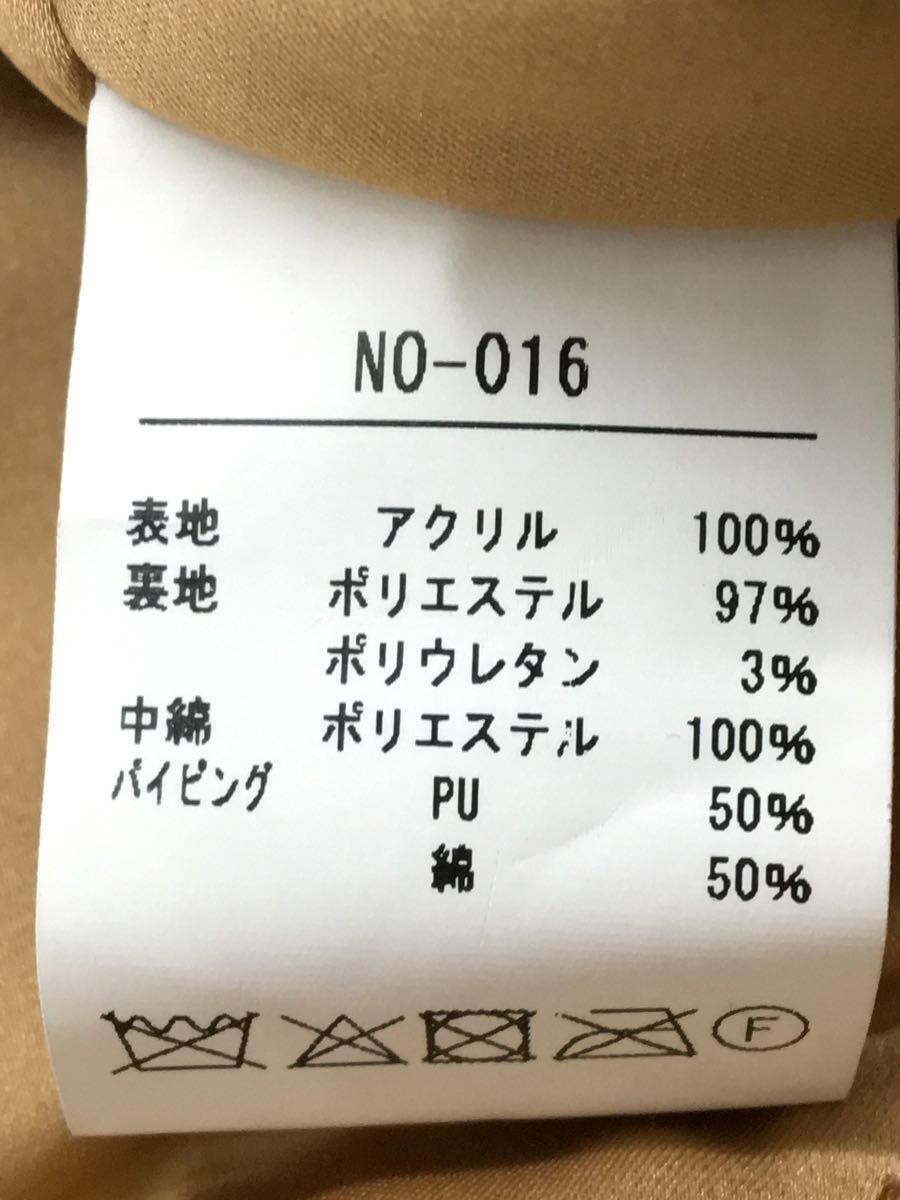 NO-016
表地 アクリル 100%
裏地 ポリエステル 97%
ポリウレタン 3%
中綿 ポリエステル 100%
パイピング PU 50%
綿 50%
F